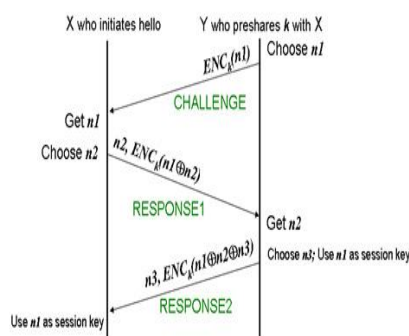 X who initiates hello
Y who preshares k with X
Choose n1
ENCk(n1)
CHALLENGE
Get n1
Choose n2
n2, ENCk(n1⊕n2)
RESPONSE1
Get n2
Choose n3; Use n1 as session key
n3, ENCk(n1⊕n2⊕n3)
RESPONSE2
Use n1 as session key